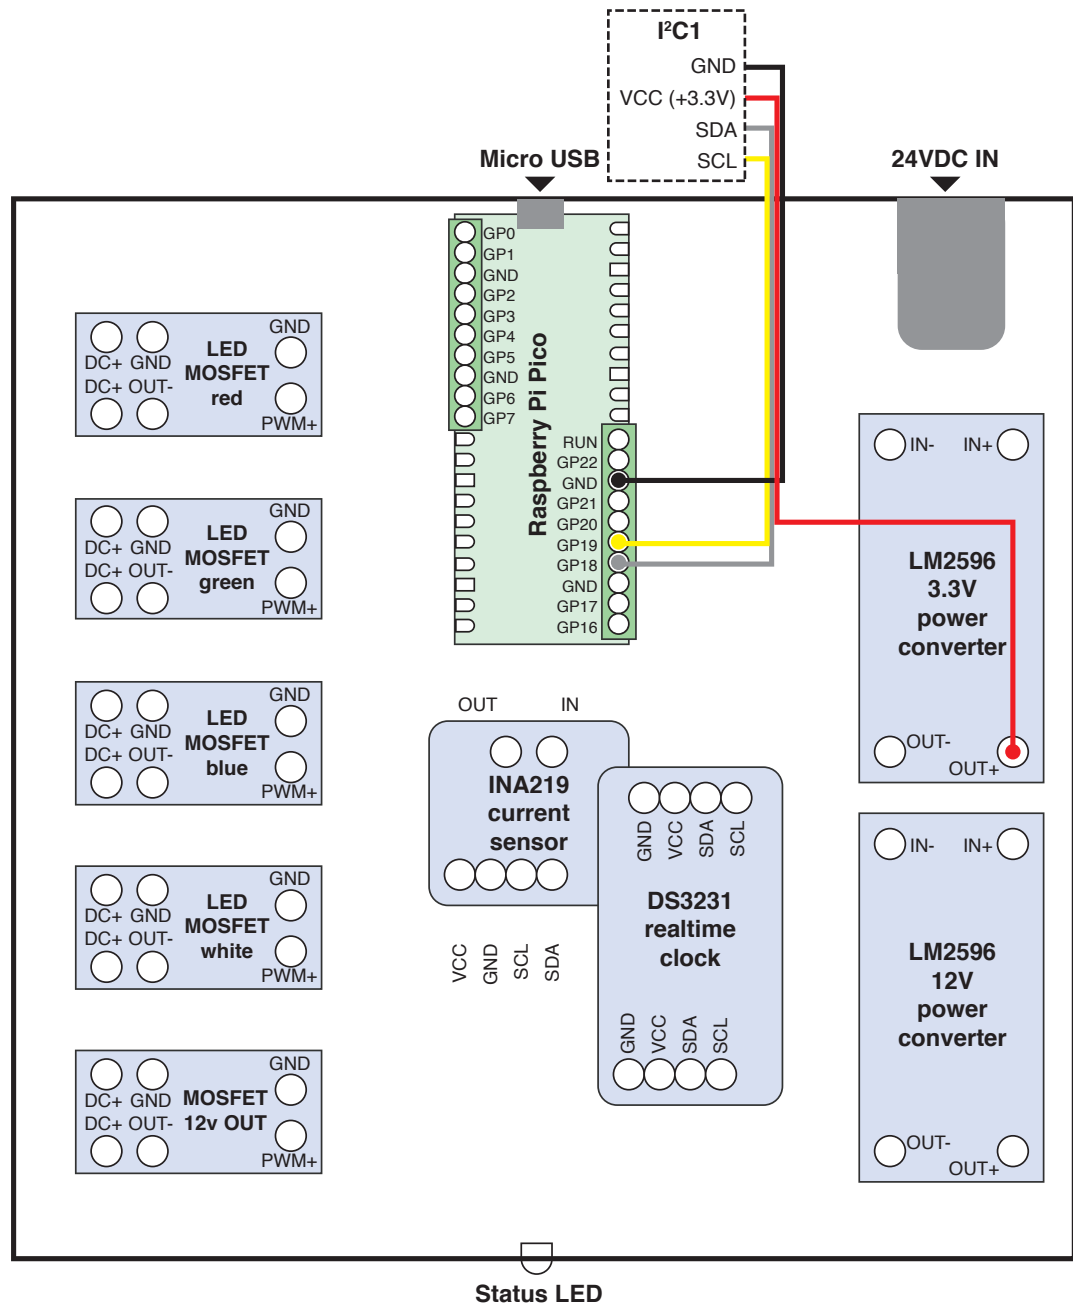 I²C1
GND
VCC (+3.3V)
SDA
SCL
Micro USB
24VDC IN
GP0
GP1
GND
GP2
GP3
GP4
GP5
GND
GP6
GP7
Raspberry Pi Pico
RUN
GP22
GND
GP21
GP20
GP19
GP18
GND
GP17
GP16
GND
DC+ GND
DC+ OUT-
LED
MOSFET
red
PWM+
GND
DC+ GND
DC+ OUT-
LED
MOSFET
green
PWM+
GND
DC+ GND
DC+ OUT-
LED
MOSFET
blue
PWM+
GND
DC+ GND
DC+ OUT-
LED
MOSFET
white
PWM+
GND
DC+ GND
DC+ OUT-
MOSFET
12v OUT
PWM+
OUT IN
INA219
current
sensor
VCC
GND
SCL
SDA
GND
VCC
SDA
SCL
DS3231
realtime
clock
GND
VCC
SDA
SCL
IN- IN+
LM2596
3.3V
power
converter
OUT-
OUT+
IN- IN+
LM2596
12V
power
converter
OUT-
OUT+
Status LED